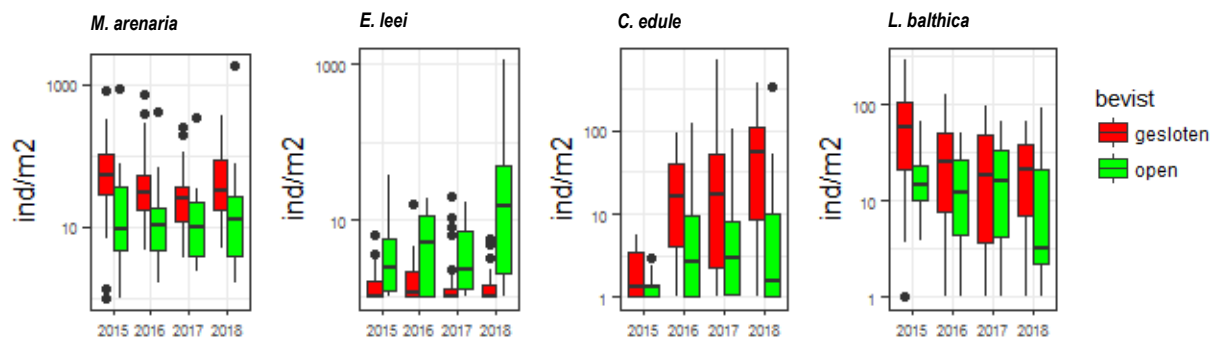 M. arenaria
E. leei
C. edule
L. balthica
ind/m2
1000
10
2015 2016 2017 2018
ind/m2
1000
10
2015 2016 2017 2018
ind/m2
100
10
1
2015 2016 2017 2018
ind/m2
100
10
1
2015 2016 2017 2018
bevist
gesloten
open